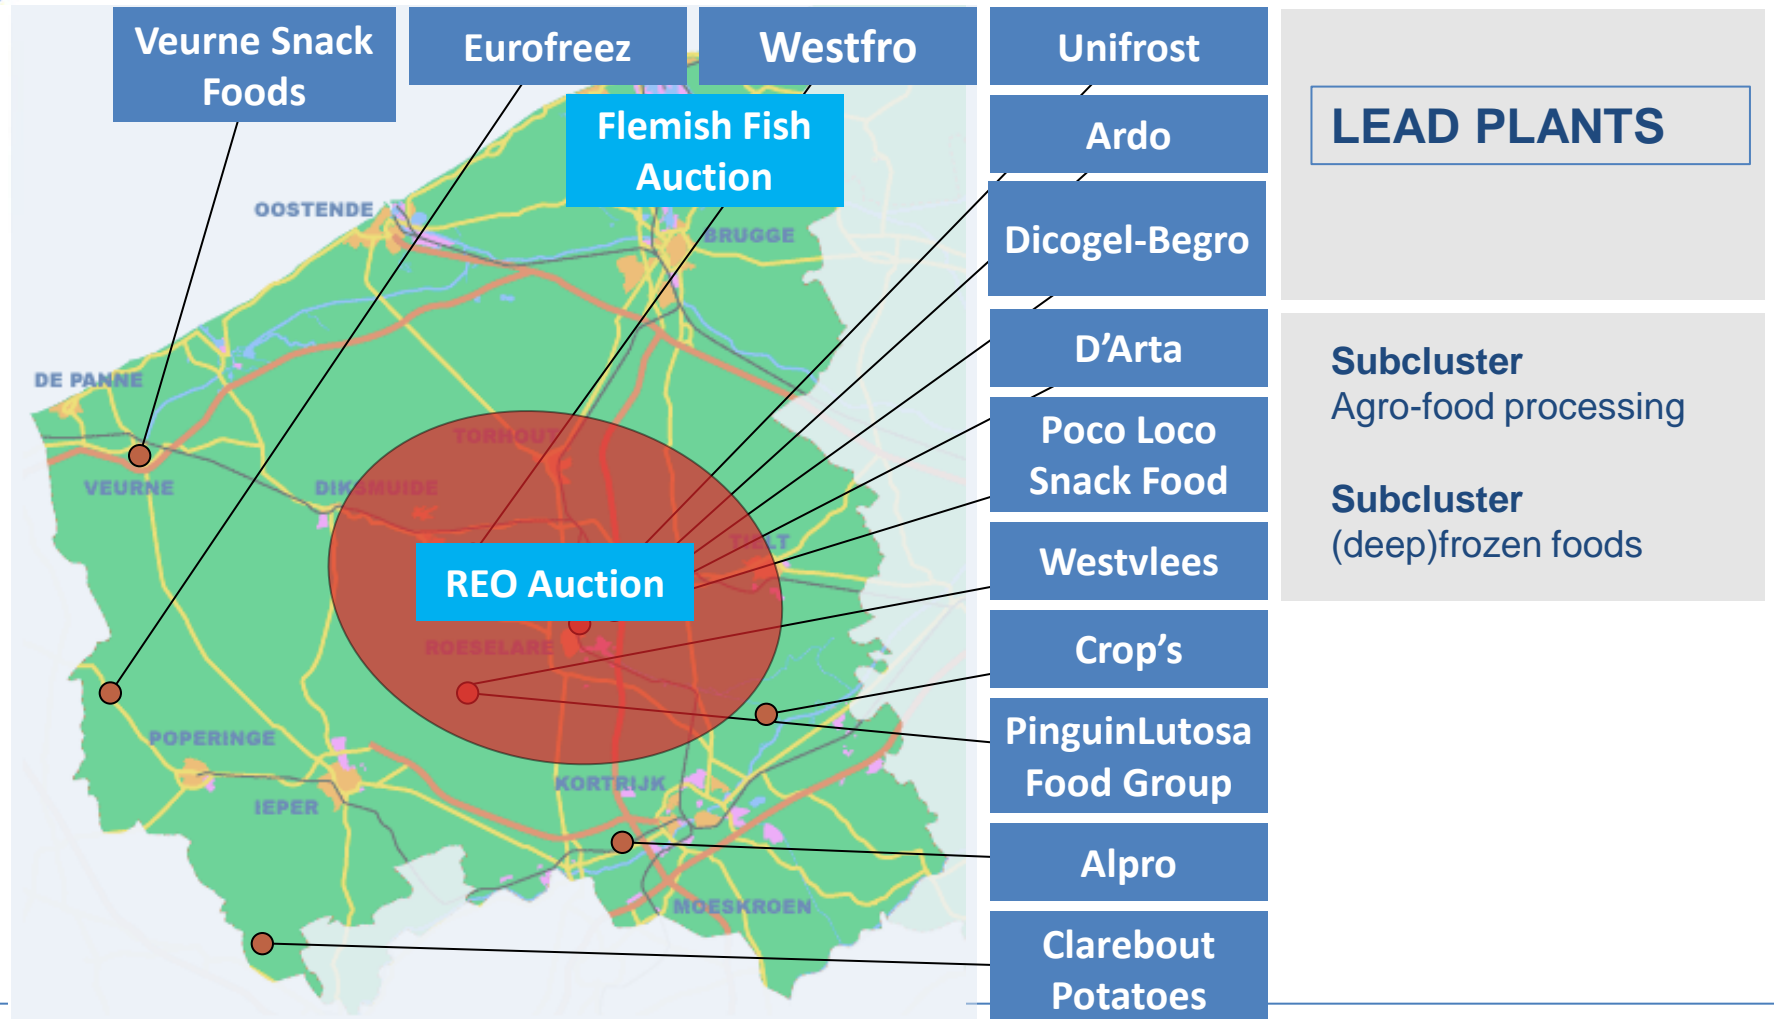 Veurne Snack
Foods
Eurofreez
Westfro
Unifrost
Flemish Fish
Auction
Ardo
Dicogel-Begro
D’Arta
Poco Loco
Snack Food
Westvlees
Crop’s
PinguinLutosa
Food Group
Alpro
Clarebout
Potatoes
LEAD PLANTS
Subcluster
Agro-food processing
Subcluster
(deep)frozen foods
OOSTENDE
BRUGGE
DE PANNE
TORHOUT
VEURNE
DIKSMUIDE
TIELT
REO Auction
ROESELARE
POPERINGE
KORTRIJK
IEPER
MOESKROEN